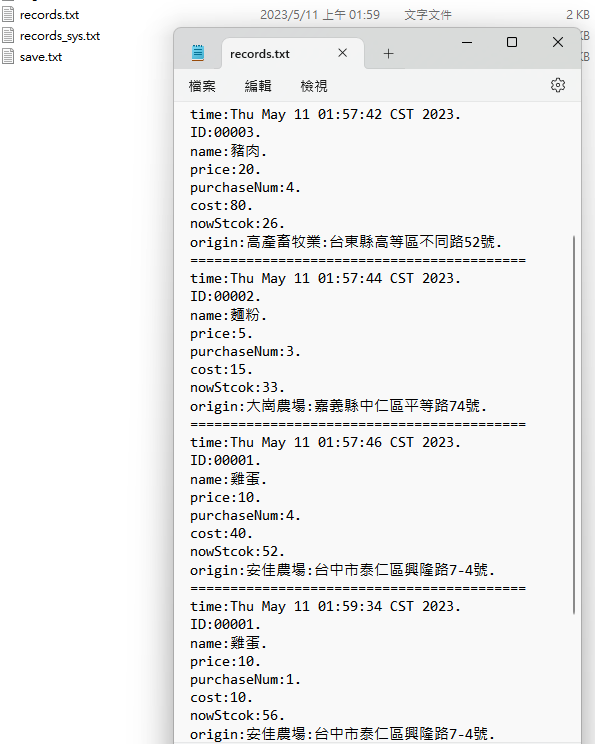 records.txt 2023/5/11 上午 01:59 文字文件 2 KB
records_sys.txt KB
save.txt KB
records.txt
檔案 編輯 檢視
time:Thu May 11 01:57:42 CST 2023.
ID:00003.
name:豬肉.
price:20.
purchaseNum:4.
cost:80.
nowStcok:26.
origin:高產畜牧業:台東縣高等區不同路52號.
==========================================
time:Thu May 11 01:57:44 CST 2023.
ID:00002.
name:麵粉.
price:5.
purchaseNum:3.
cost:15.
nowStcok:33.
origin:大崗農場:嘉義縣中仁區平等路74號.
==========================================
time:Thu May 11 01:57:46 CST 2023.
ID:00001.
name:雞蛋.
price:10.
purchaseNum:4.
cost:40.
nowStcok:52.
origin:安佳農場:台中市泰仁區興隆路7-4號.
==========================================
time:Thu May 11 01:59:34 CST 2023.
ID:00001.
name:雞蛋.
price:10.
purchaseNum:1.
cost:10.
nowStcok:56.
origin:安佳農場:台中市泰仁區興隆路7-4號.